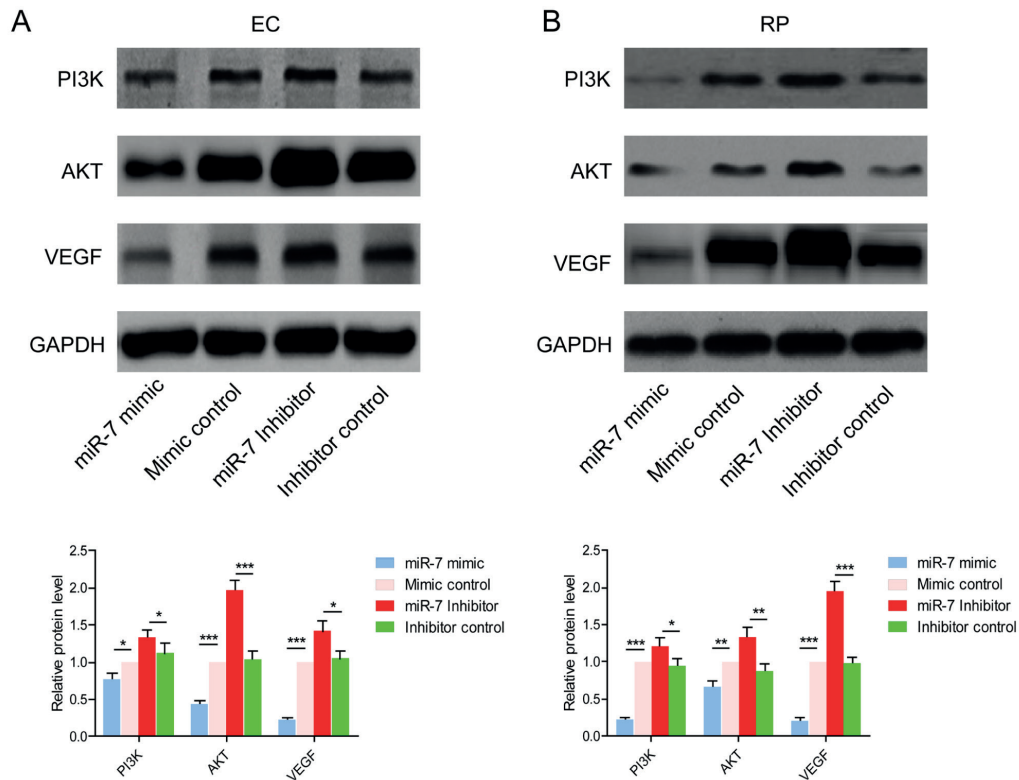 A
EC
PI3K
AKT
VEGF
GAPDH
miR-7 mimic
Mimic control
miR-7 Inhibitor
Inhibitor control
Relative protein level
2.5
2.0
1.5
1.0
0.5
0.0
*
*
***
***
***
*
PI3K
AKT
VEGF
miR-7 mimic
Mimic control
miR-7 Inhibitor
Inhibitor control
B
RP
PI3K
AKT
VEGF
GAPDH
miR-7 mimic
Mimic control
miR-7 Inhibitor
Inhibitor control
Relative protein level
2.5
2.0
1.5
1.0
0.5
0.0
***
*
**
**
***
***
PI3K
AKT
VEGF
miR-7 mimic
Mimic control
miR-7 Inhibitor
Inhibitor control